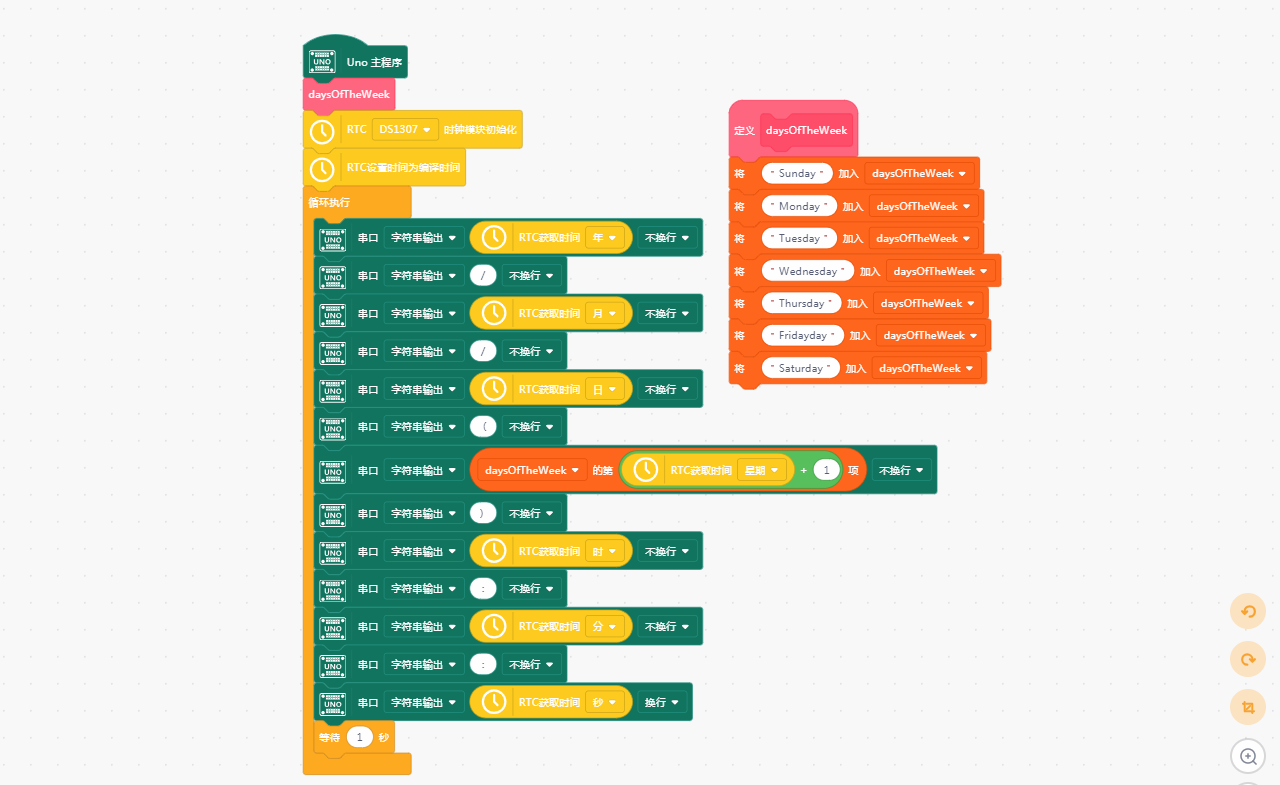 UNO Uno 主程序
daysOfTheWeek
RTC DS1307 时钟模块初始化
RTC设置时间为编译时间
循环执行
UNO 串口 字符串输出 RTC获取时间 年 不换行
UNO 串口 字符串输出 / 不换行
UNO 串口 字符串输出 RTC获取时间 月 不换行
UNO 串口 字符串输出 / 不换行
UNO 串口 字符串输出 RTC获取时间 日 不换行
UNO 串口 字符串输出 ( 不换行
UNO 串口 字符串输出 daysOfTheWeek 的第 RTC获取时间 星期 + 1 项 不换行
UNO 串口 字符串输出 ) 不换行
UNO 串口 字符串输出 RTC获取时间 时 不换行
UNO 串口 字符串输出 : 不换行
UNO 串口 字符串输出 RTC获取时间 分 不换行
UNO 串口 字符串输出 : 不换行
UNO 串口 字符串输出 RTC获取时间 秒 换行
等待 1 秒
定义 daysOfTheWeek
将 " Sunday " 加入 daysOfTheWeek
将 " Monday " 加入 daysOfTheWeek
将 " Tuesday " 加入 daysOfTheWeek
将 " Wednesday " 加入 daysOfTheWeek
将 " Thursday " 加入 daysOfTheWeek
将 " Fridayday " 加入 daysOfTheWeek
将 " Saturday " 加入 daysOfTheWeek